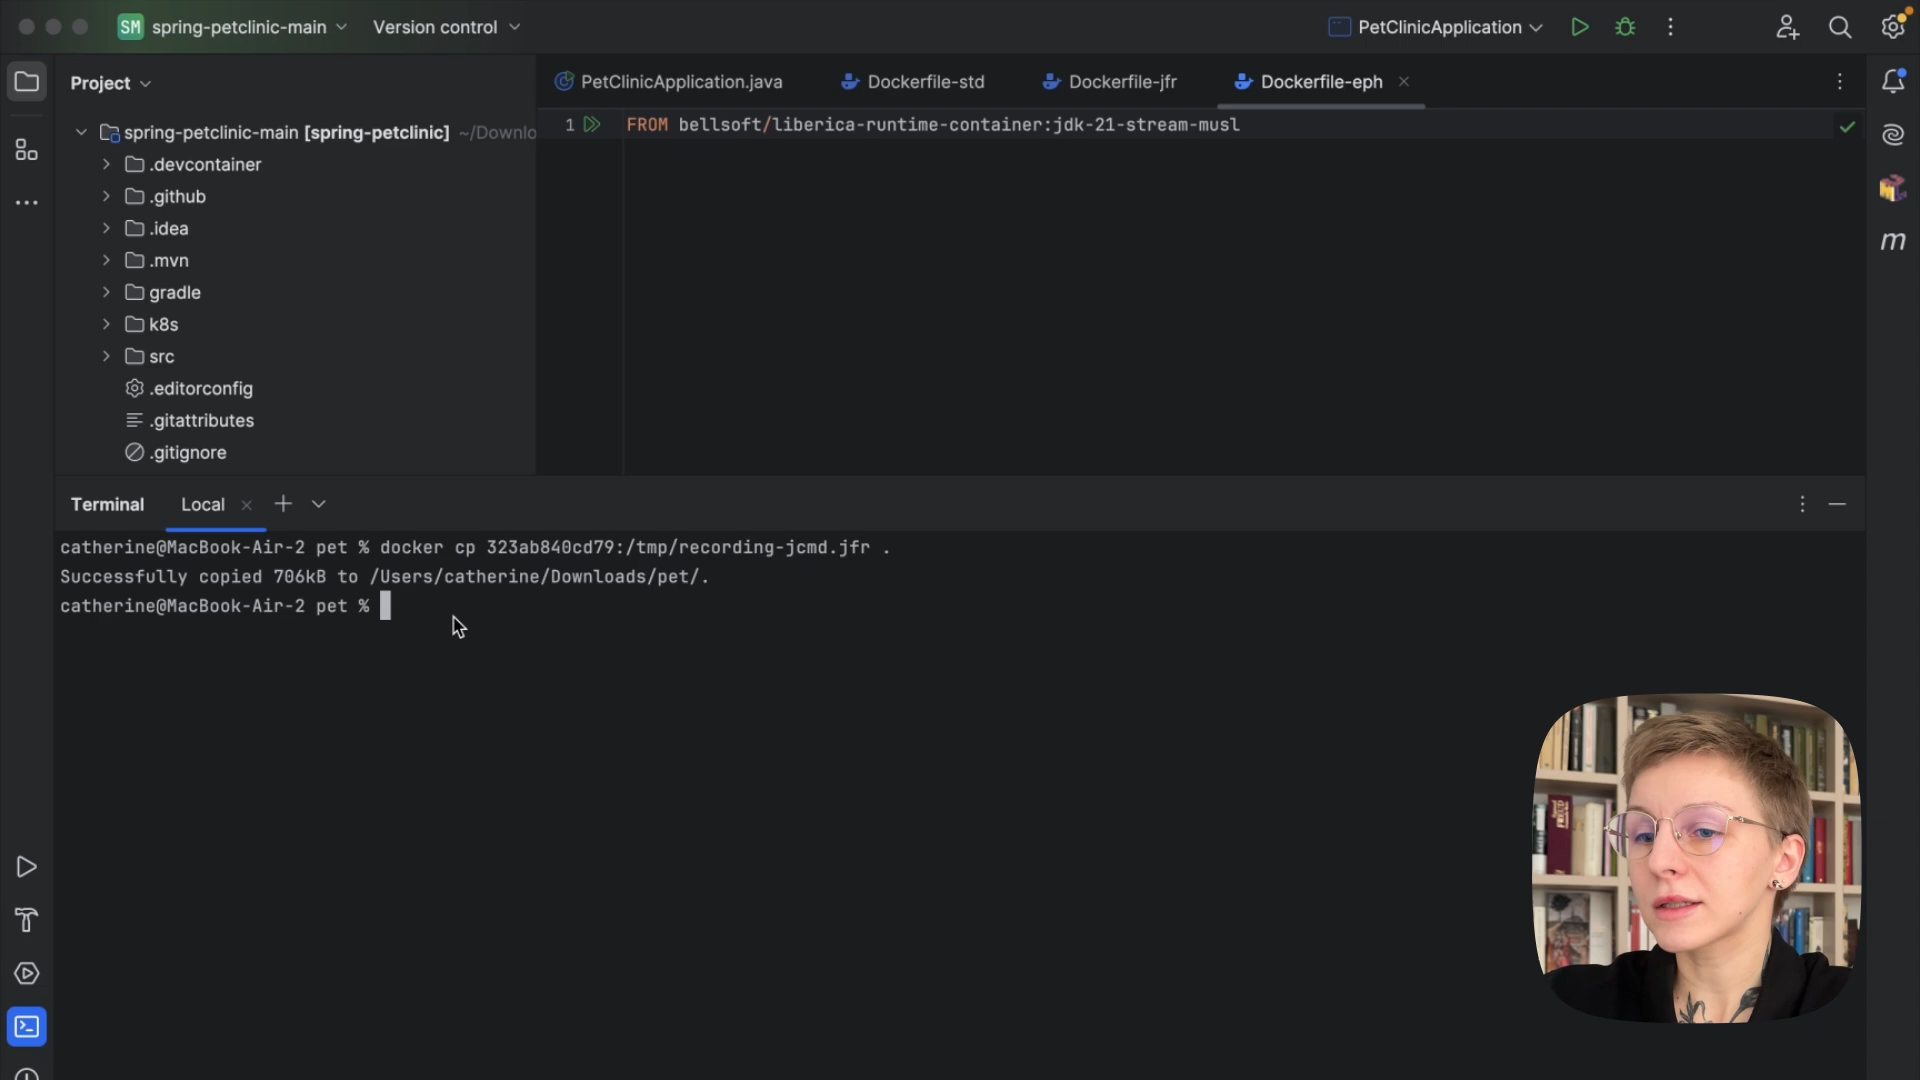 SM spring-petclinic-main Version control PetClinicApplication
Project
PetClinicApplication.java Dockerfile-std Dockerfile-jfr Dockerfile-eph
spring-petclinic-main [spring-petclinic] ~/Downlo
.devcontainer
.github
.idea
.mvn
gradle
k8s
src
.editorconfig
.gitattributes
.gitignore
1 FROM bellsoft/liberica-runtime-container:jdk-21-stream-musl
m
Terminal Local
catherine@MacBook-Air-2 pet % docker cp 323ab840cd79:/tmp/recording-jcmd.jfr .
Successfully copied 706kB to /Users/catherine/Downloads/pet/.
catherine@MacBook-Air-2 pet %